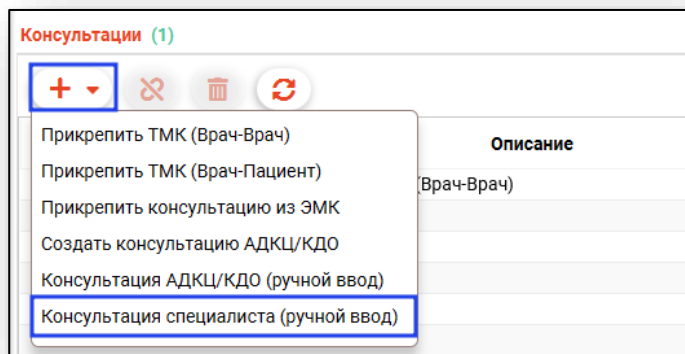 Консультации (1)
Прикрепить ТМК (Врач-Врач)
Описание
Прикрепить ТМК (Врач-Пациент)
(Врач-Врач)
Прикрепить консультацию из ЭМК
Создать консультацию АДКЦ/КДО
Консультация АДКЦ/КДО (ручной ввод)
Консультация специалиста (ручной ввод)